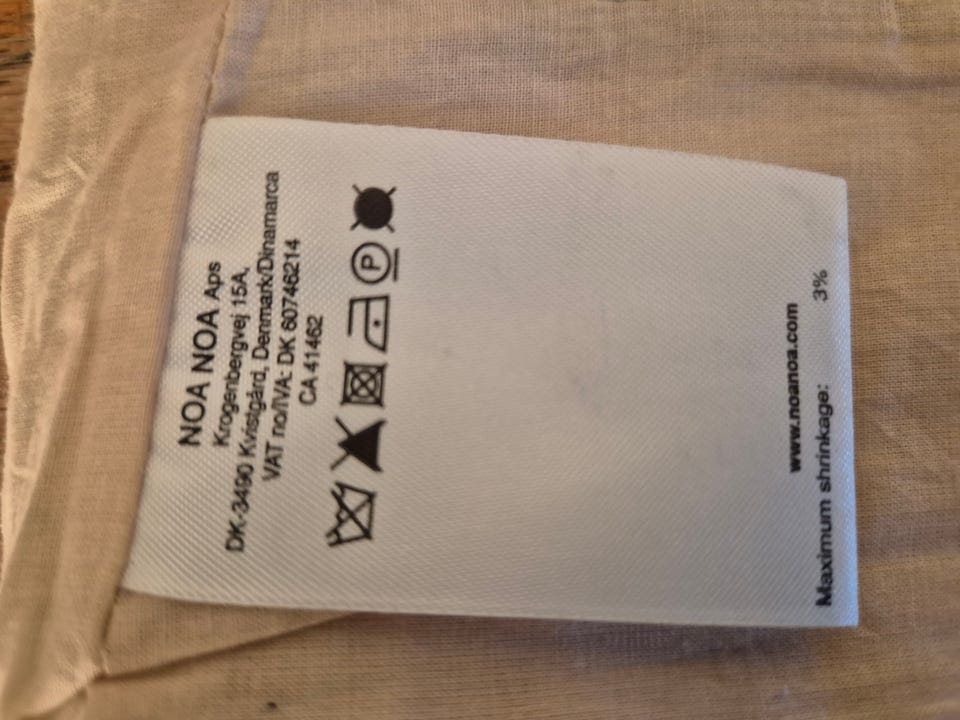 NOA NOA Aps
Krogenbergvej 15A,
DK-3490 Kvistgård, Denmark/Dinamarca
VAT no/IVA: DK 60746214
CA 41462
P
www.noanoa.com
Maximum shrinkage: 3%